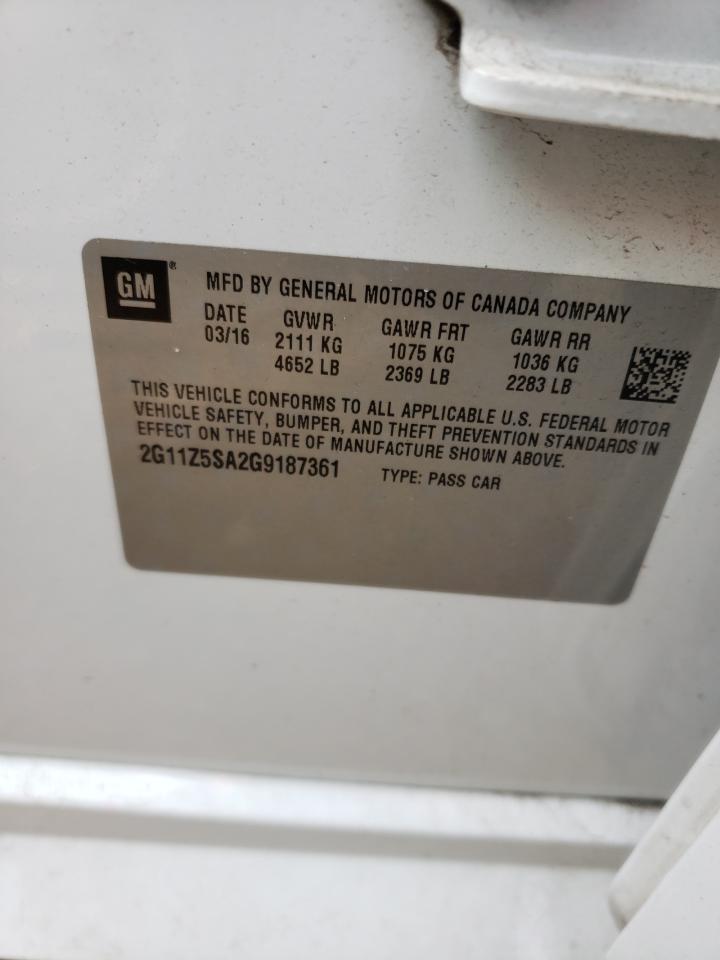 GM®
MFD BY GENERAL MOTORS OF CANADA COMPANY
DATE GVWR GAWR FRT GAWR RR
03/16 2111 KG 1075 KG 1036 KG
4652 LB 2369 LB 2283 LB
THIS VEHICLE CONFORMS TO ALL APPLICABLE U.S. FEDERAL MOTOR
VEHICLE SAFETY, BUMPER, AND THEFT PREVENTION STANDARDS IN
EFFECT ON THE DATE OF MANUFACTURE SHOWN ABOVE.
2G11Z5SA2G9187361 TYPE: PASS CAR